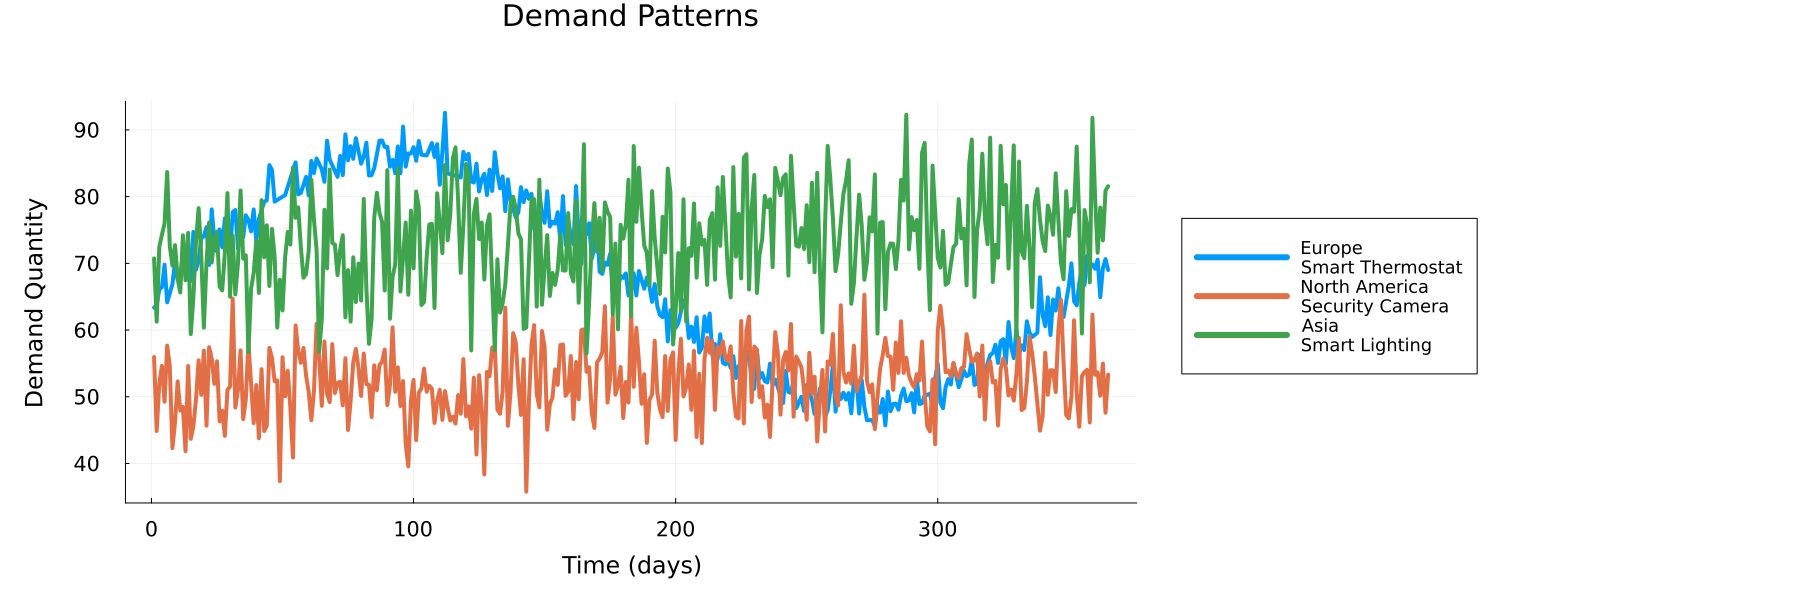 Demand Patterns
Demand Quantity
90
80
70
60
50
40
0
100
200
300
Time (days)
Europe
Smart Thermostat
North America
Security Camera
Asia
Smart Lighting